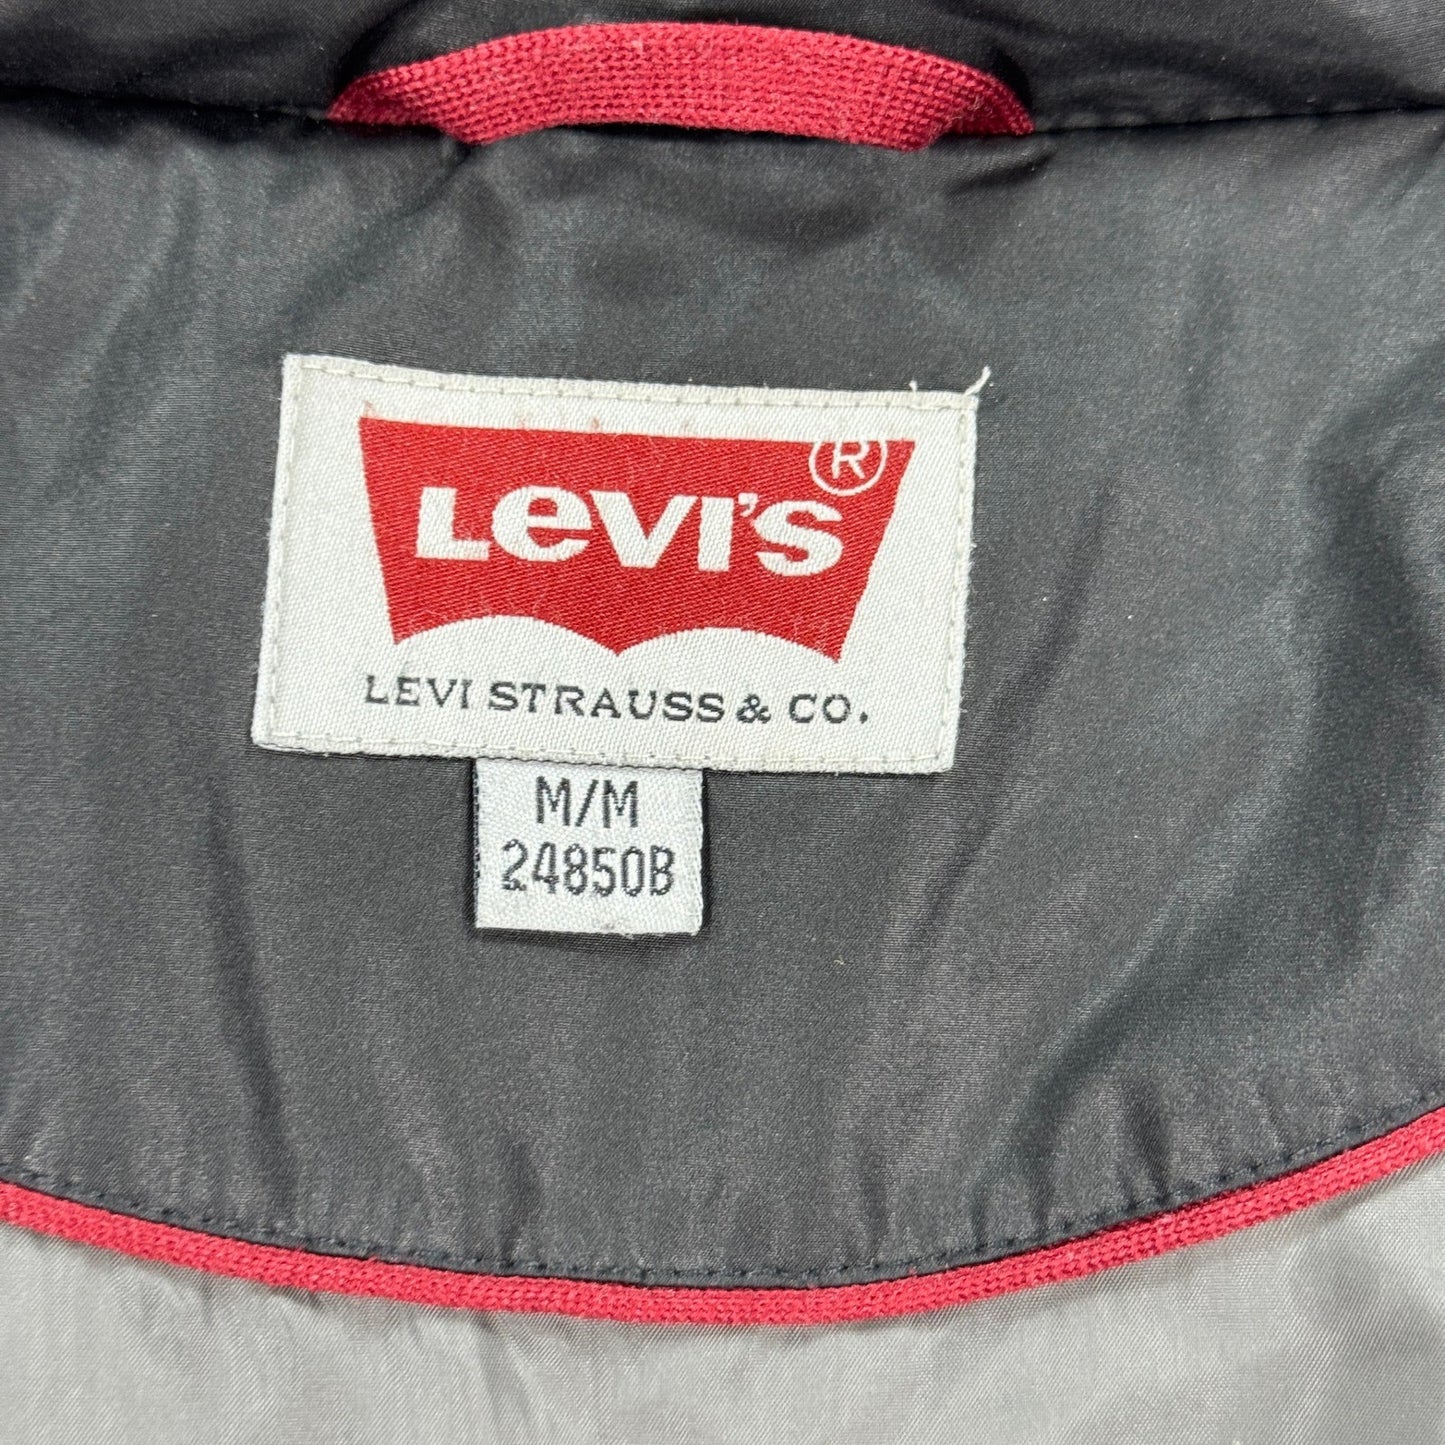 LEVI'S®
LEVI STRAUSS & CO.
M/M
24850B